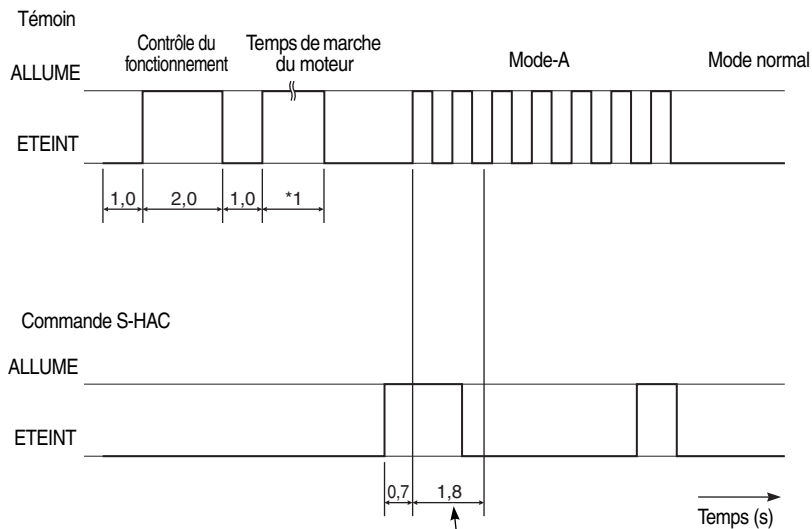 Témoin
Contrôle du
fonctionnement
Temps de marche
du moteur
Mode-A
Mode normal
ALLUME
ETEINT
1,0
2,0
1,0
*1
Commande S-HAC
ALLUME
ETEINT
0,7
1,8
Temps (s)